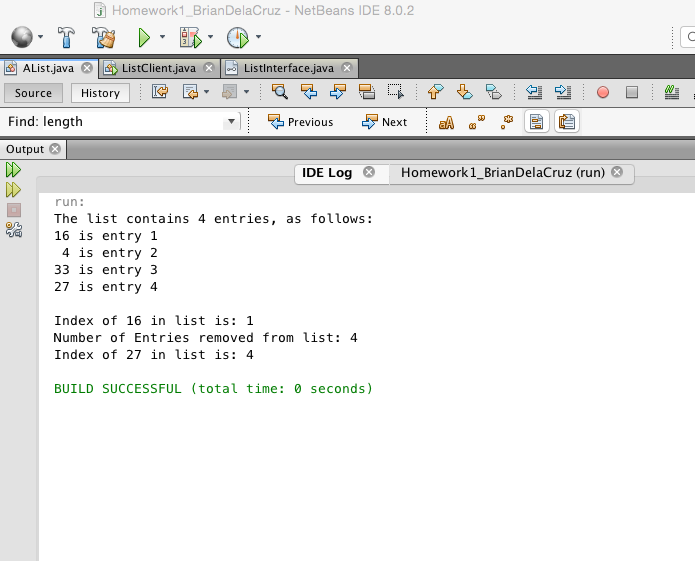 Homework1_BrianDelaCruz - NetBeans IDE 8.0.2
AList.java ListClient.java ListInterface.java
Source History
Find: length Previous Next
Output
IDE Log Homework1_BrianDelaCruz (run)
run:
The list contains 4 entries, as follows:
16 is entry 1
4 is entry 2
33 is entry 3
27 is entry 4
Index of 16 in list is: 1
Number of Entries removed from list: 4
Index of 27 in list is: 4
BUILD SUCCESSFUL (total time: 0 seconds)